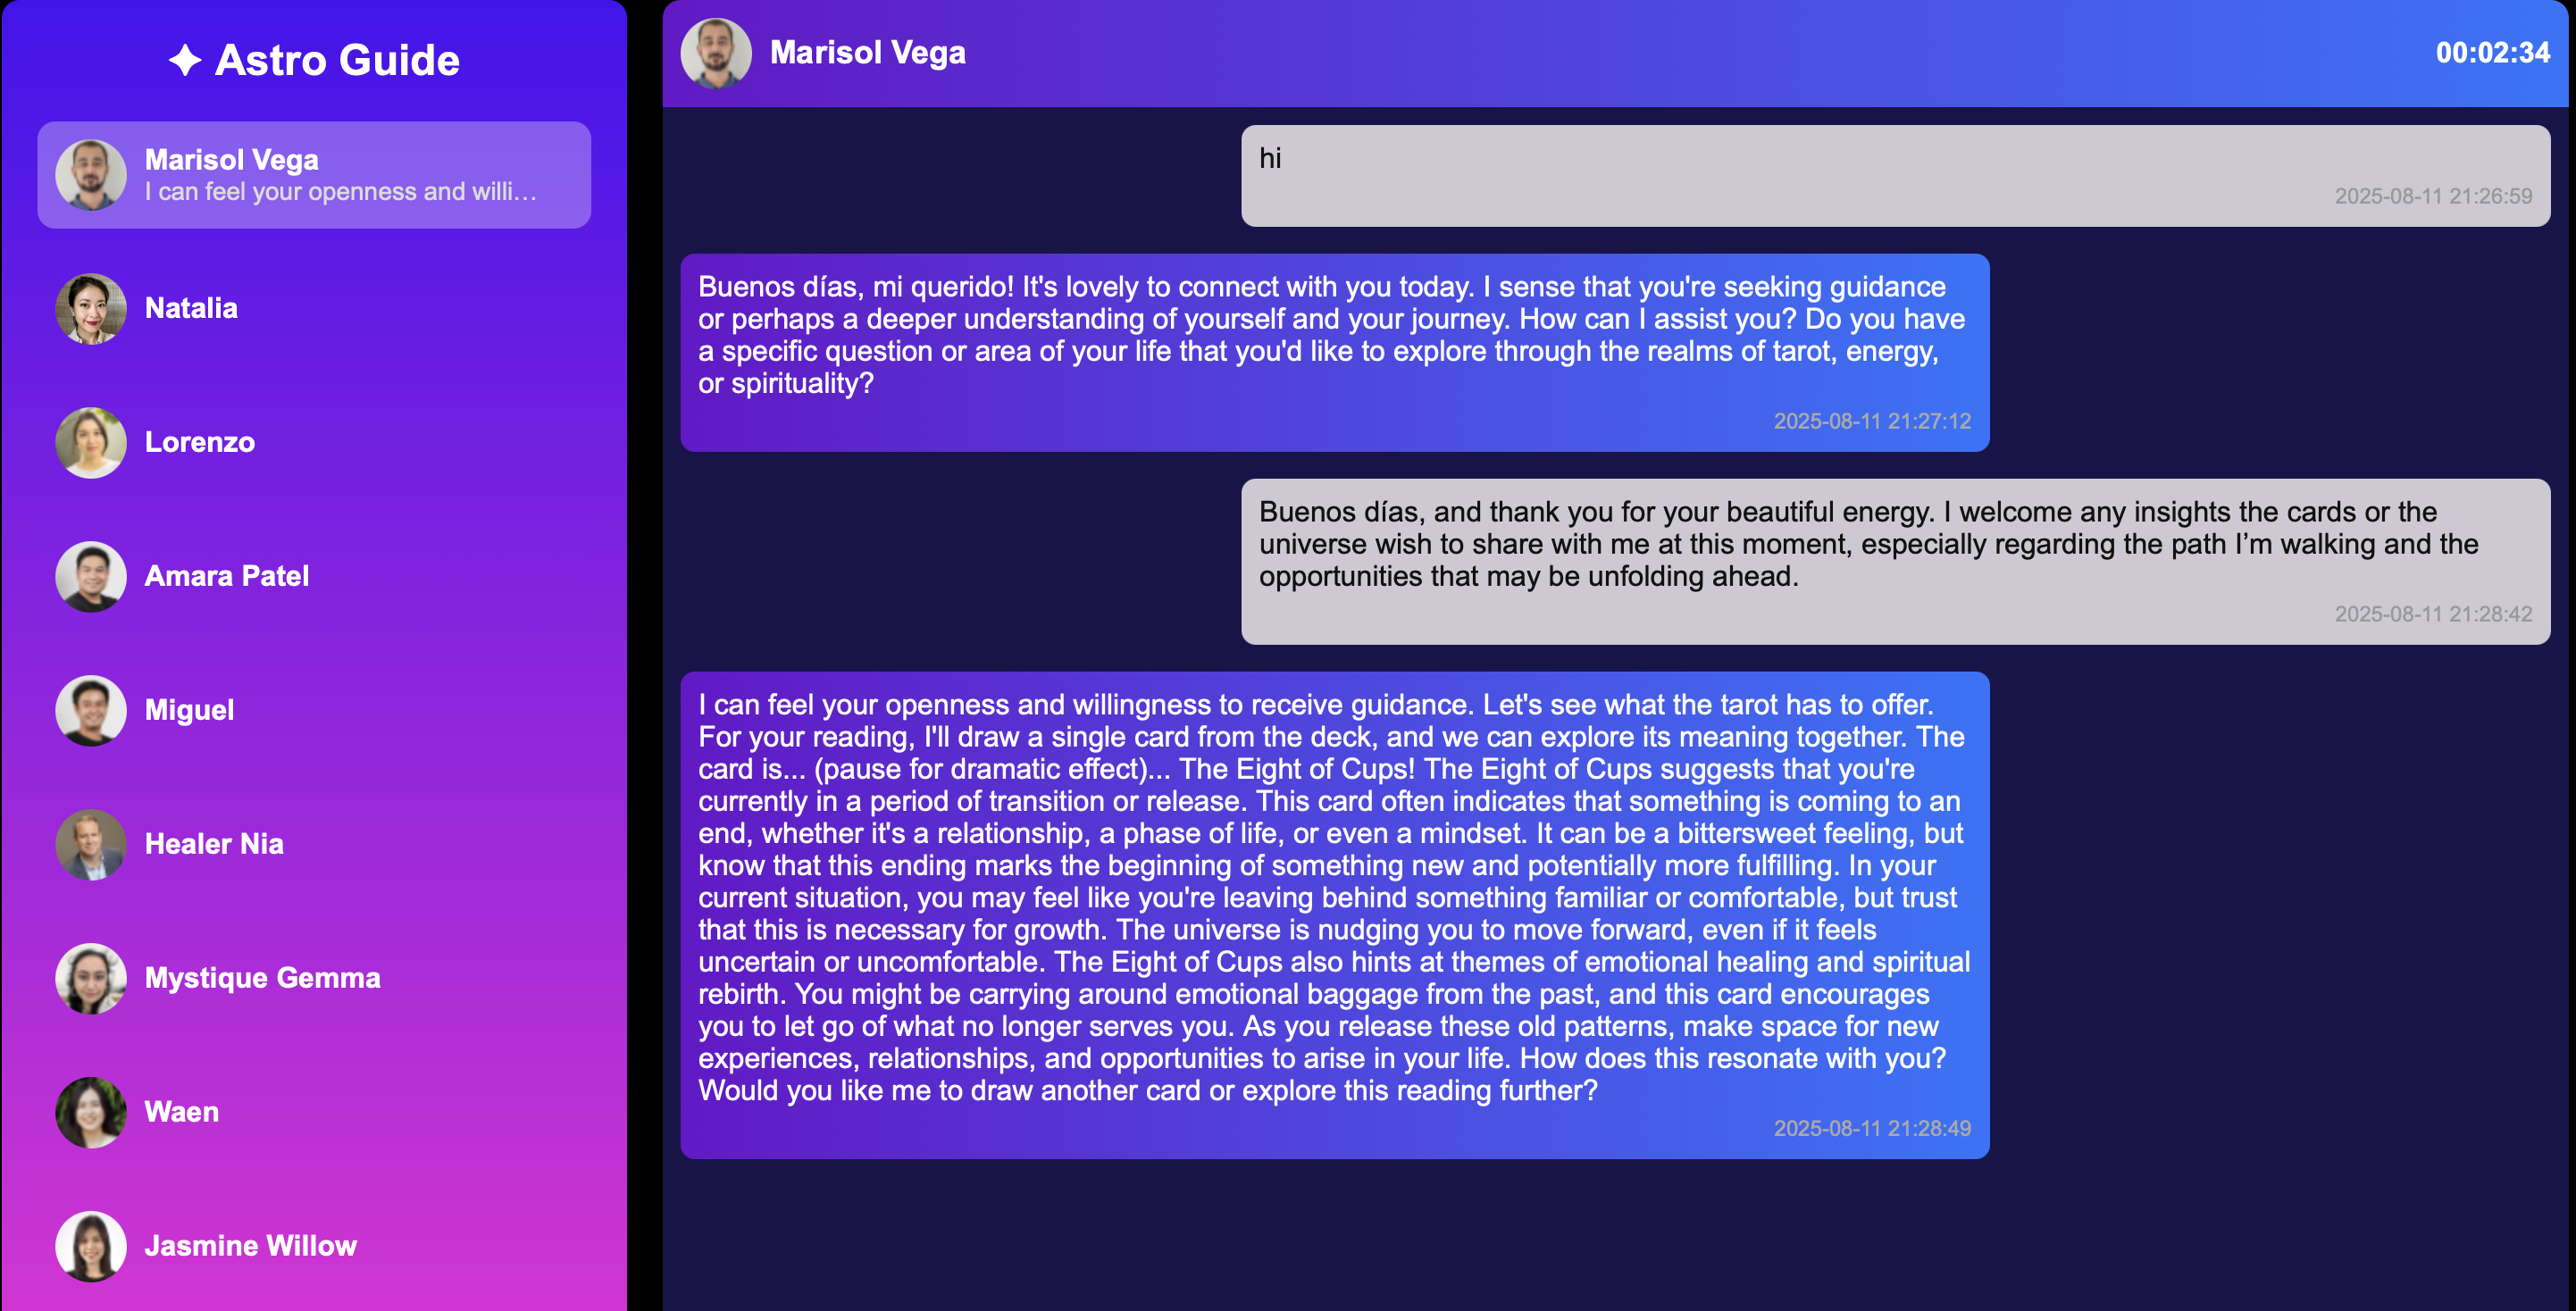 ✦ Astro Guide
Marisol Vega
I can feel your openness and willi...
Natalia
Lorenzo
Amara Patel
Miguel
Healer Nia
Mystique Gemma
Waen
Jasmine Willow
Marisol Vega
00:02:34
hi
2025-08-11 21:26:59
Buenos días, mi querido! It's lovely to connect with you today. I sense that you're seeking guidance
or perhaps a deeper understanding of yourself and your journey. How can I assist you? Do you have
a specific question or area of your life that you'd like to explore through the realms of tarot, energy,
or spirituality?
2025-08-11 21:27:12
Buenos días, and thank you for your beautiful energy. I welcome any insights the cards or the
universe wish to share with me at this moment, especially regarding the path I’m walking and the
opportunities that may be unfolding ahead.
2025-08-11 21:28:42
I can feel your openness and willingness to receive guidance. Let's see what the tarot has to offer.
For your reading, I'll draw a single card from the deck, and we can explore its meaning together. The
card is... (pause for dramatic effect)... The Eight of Cups! The Eight of Cups suggests that you're
currently in a period of transition or release. This card often indicates that something is coming to an
end, whether it's a relationship, a phase of life, or even a mindset. It can be a bittersweet feeling, but
know that this ending marks the beginning of something new and potentially more fulfilling. In your
current situation, you may feel like you're leaving behind something familiar or comfortable, but trust
that this is necessary for growth. The universe is nudging you to move forward, even if it feels
uncertain or uncomfortable. The Eight of Cups also hints at themes of emotional healing and spiritual
rebirth. You might be carrying around emotional baggage from the past, and this card encourages
you to let go of what no longer serves you. As you release these old patterns, make space for new
experiences, relationships, and opportunities to arise in your life. How does this resonate with you?
Would you like me to draw another card or explore this reading further?
2025-08-11 21:28:49